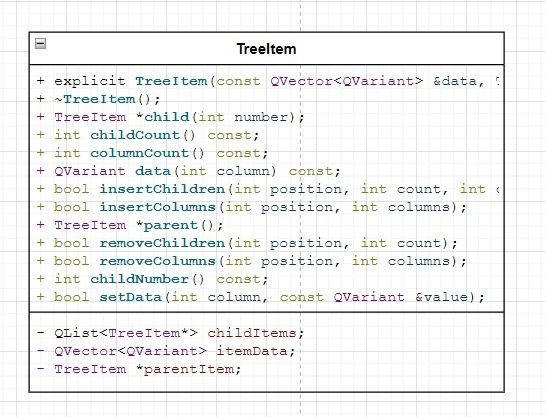 TreeItem
+ explicit TreeItem(const QVector<QVariant> &data,
+ ~TreeItem();
+ TreeItem *child(int number);
+ int childCount() const;
+ int columnCount() const;
+ QVariant data(int column) const;
+ bool insertChildren(int position, int count, int
+ bool insertColumns(int position, int columns);
+ TreeItem *parent();
+ bool removeChildren(int position, int count);
+ bool removeColumns(int position, int columns);
+ int childNumber() const;
+ bool setData(int column, const QVariant &value);
- QList<TreeItem*> childItems;
- QVector<QVariant> itemData;
- TreeItem *parentItem;